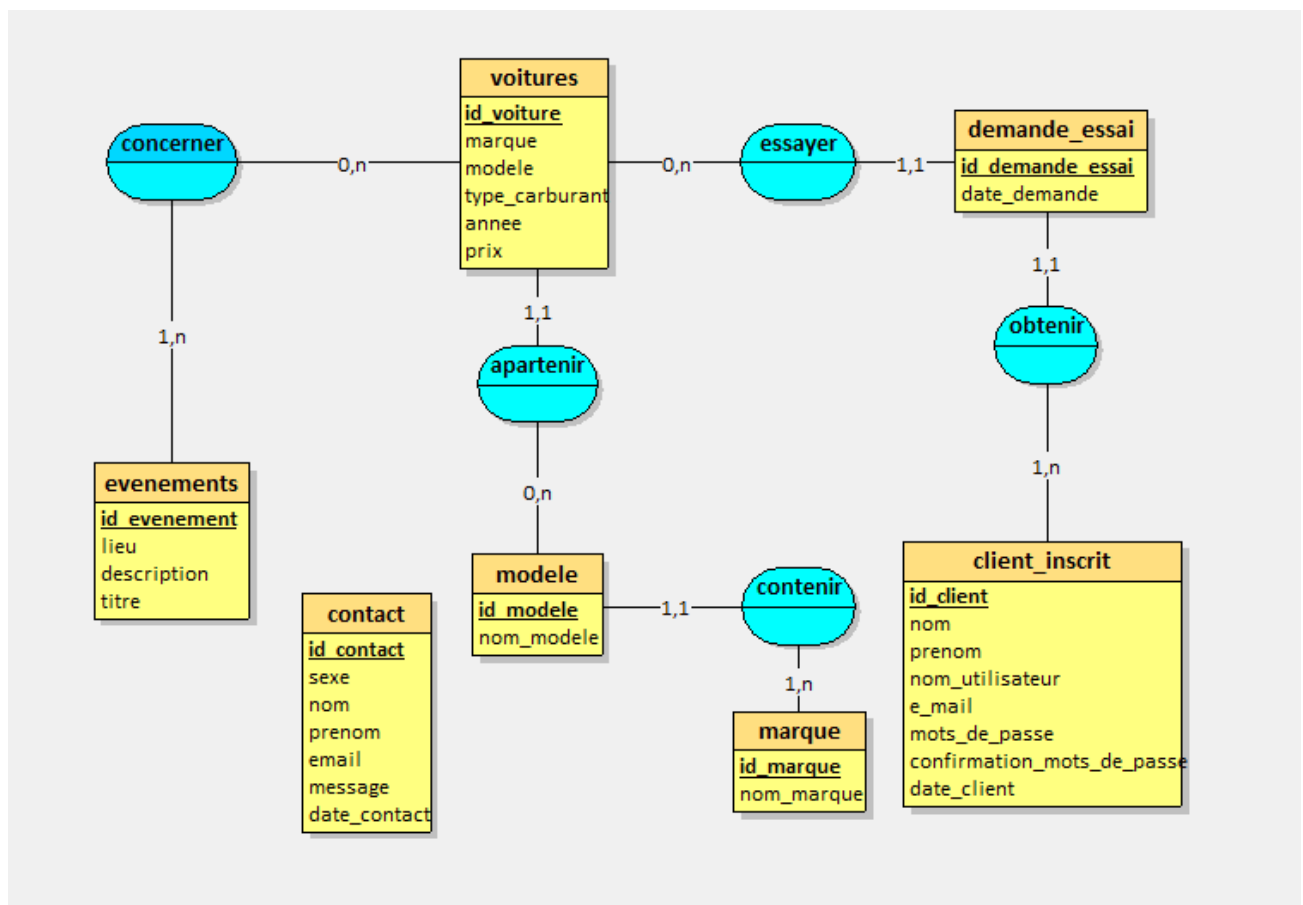 voitures
id_voiture
marque
modele
type_carburant
annee
prix
concerner
0,n
0,n
essayer
1,1
demande_essai
id_demande_essai
date_demande
1,1
1,1
obtenir
1,n
apartenir
evenements
id_evenement
lieu
description
titre
0,n
1,n
modele
id_modele
nom_modele
1,1
contenir
client_inscrit
id_client
nom
prenom
nom_utilisateur
e_mail
mots_de_passe
confirmation_mots_de_passe
date_client
contact
id_contact
sexe
nom
prenom
email
message
date_contact
1,n
marque
id_marque
nom_marque